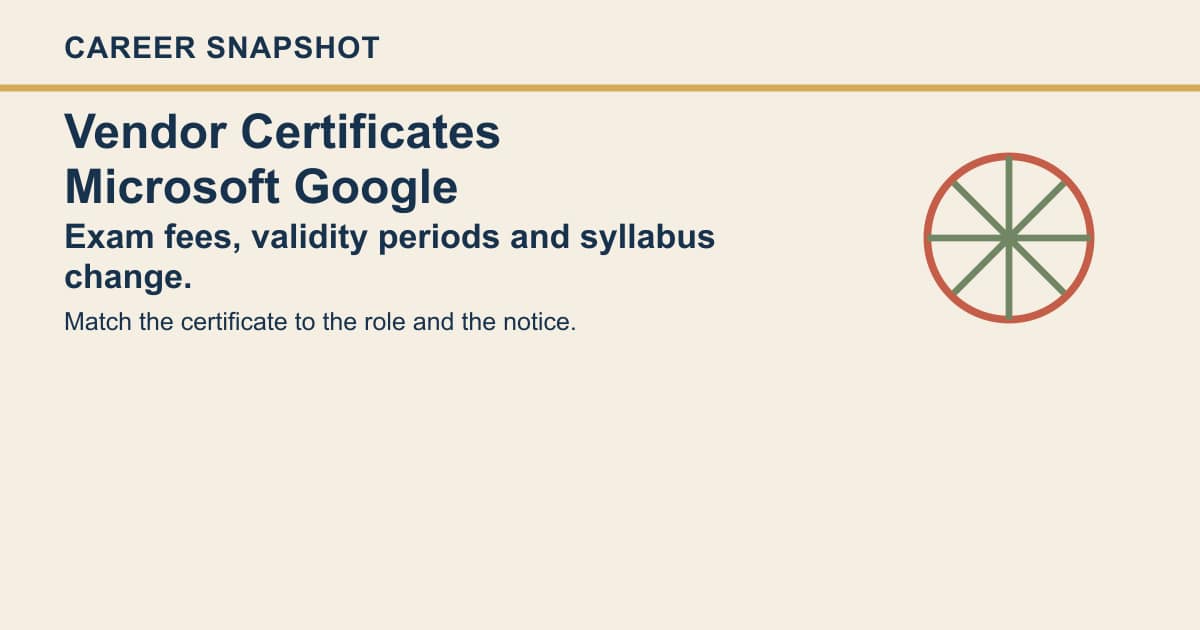 CAREER SNAPSHOT
Vendor Certificates
Microsoft Google
Exam fees, validity periods and syllabus
change.
Match the certificate to the role and the notice.